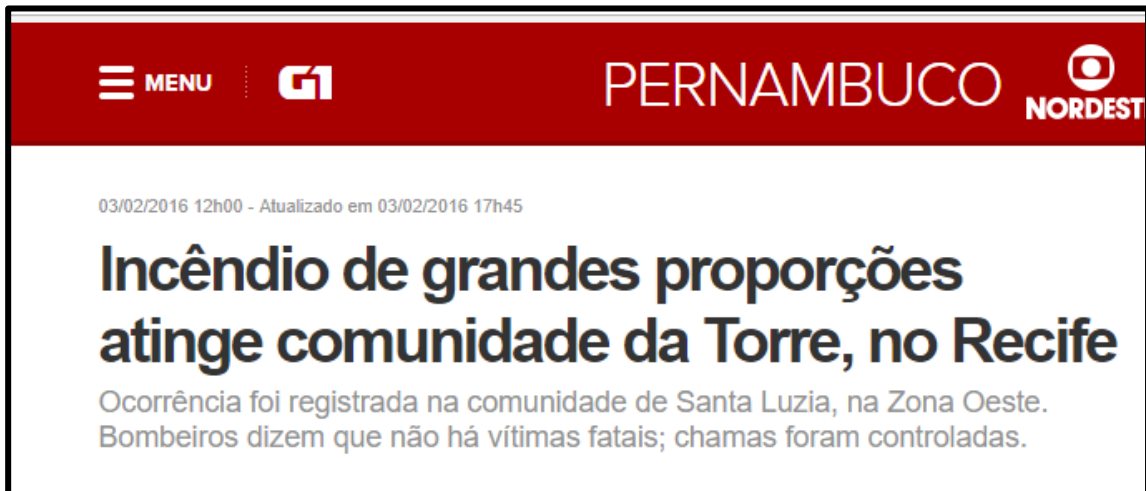 MENU G1 PERNAMBUCO
NORDEST
03/02/2016 12h00 - Atualizado em 03/02/2016 17h45
Incêndio de grandes proporções
atinge comunidade da Torre, no Recife
Ocorrência foi registrada na comunidade de Santa Luzia, na Zona Oeste.
Bombeiros dizem que não há vítimas fatais; chamas foram controladas.